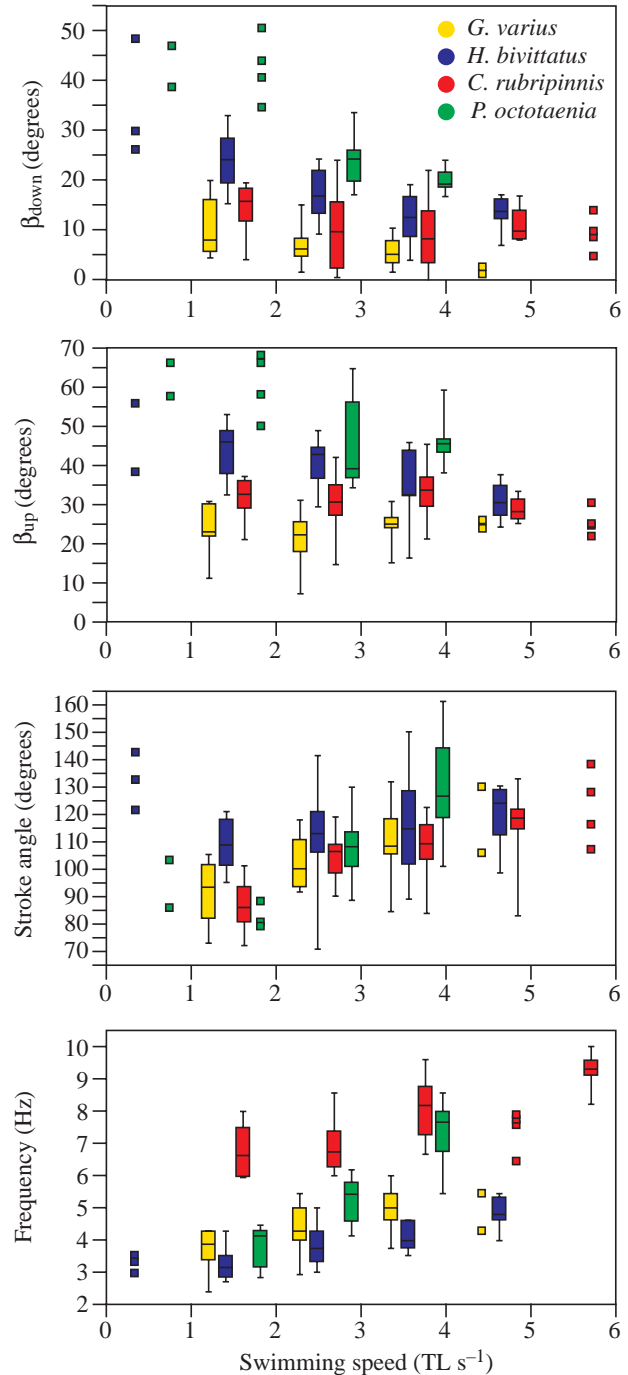 G. varius
H. bivittatus
C. rubripinnis
P. octotaenia
βdown (degrees)
50
40
30
20
10
0
0 1 2 3 4 5 6
βup (degrees)
70
60
50
40
30
20
10
0
0 1 2 3 4 5 6
Stroke angle (degrees)
160
150
140
130
120
110
100
90
80
70
0 1 2 3 4 5 6
Frequency (Hz)
10
9
8
7
6
5
4
3
2
0 1 2 3 4 5 6
Swimming speed (TL s⁻¹)